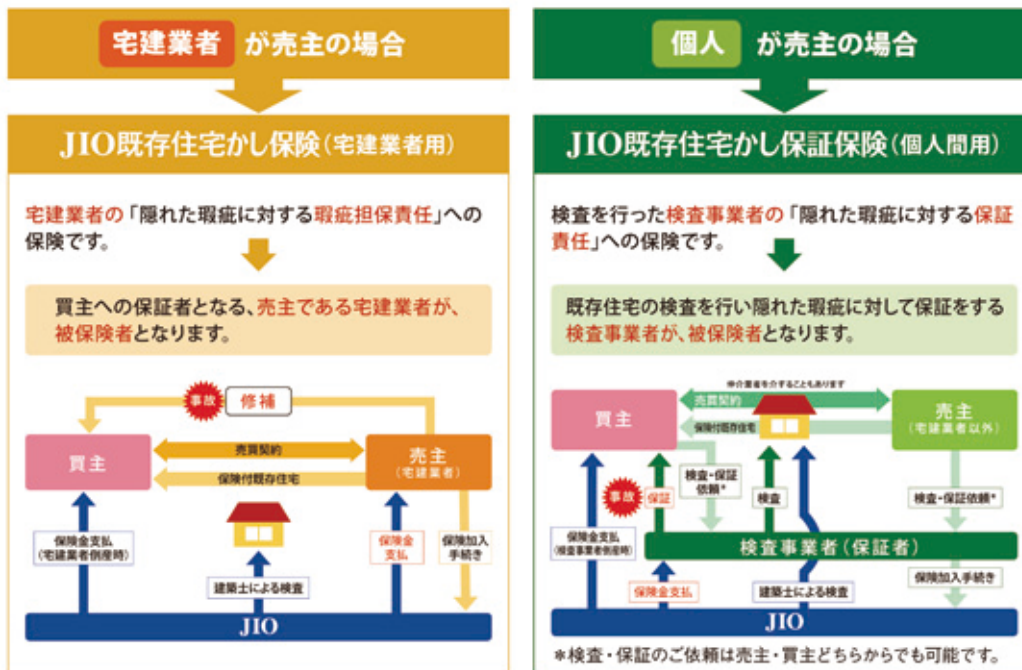 宅建業者 が売主の場合
JIO既存住宅かし保険(宅建業者用)
宅建業者の「隠れた瑕疵に対する瑕疵担保責任」への
保険です。
買主への保証者となる、売主である宅建業者が、
被保険者となります。
事故
修補
買主
売買契約
保険付既存住宅
売主
(宅建業者)
保険金支払
(宅建業者倒産時)
建築士による検査
保険金
支払
保険加入
手続き
JIO
個人 が売主の場合
JIO既存住宅かし保証保険(個人間用)
検査を行った検査事業者の「隠れた瑕疵に対する保証
責任」への保険です。
既存住宅の検査を行い隠れた瑕疵に対して保証をする
検査事業者が、被保険者となります。
仲介業者を介することもあります
売買契約
買主
保険付既存住宅
売主
(宅建業者以外)
事故
保証
検査・保証
依頼*
検査
検査・保証依頼*
保険金支払
(検査事業者倒産時)
検査事業者(保証者)
保険金支払
建築士による検査
保険加入手続き
JIO
*検査・保証のご依頼は売主・買主どちらからでも可能です。